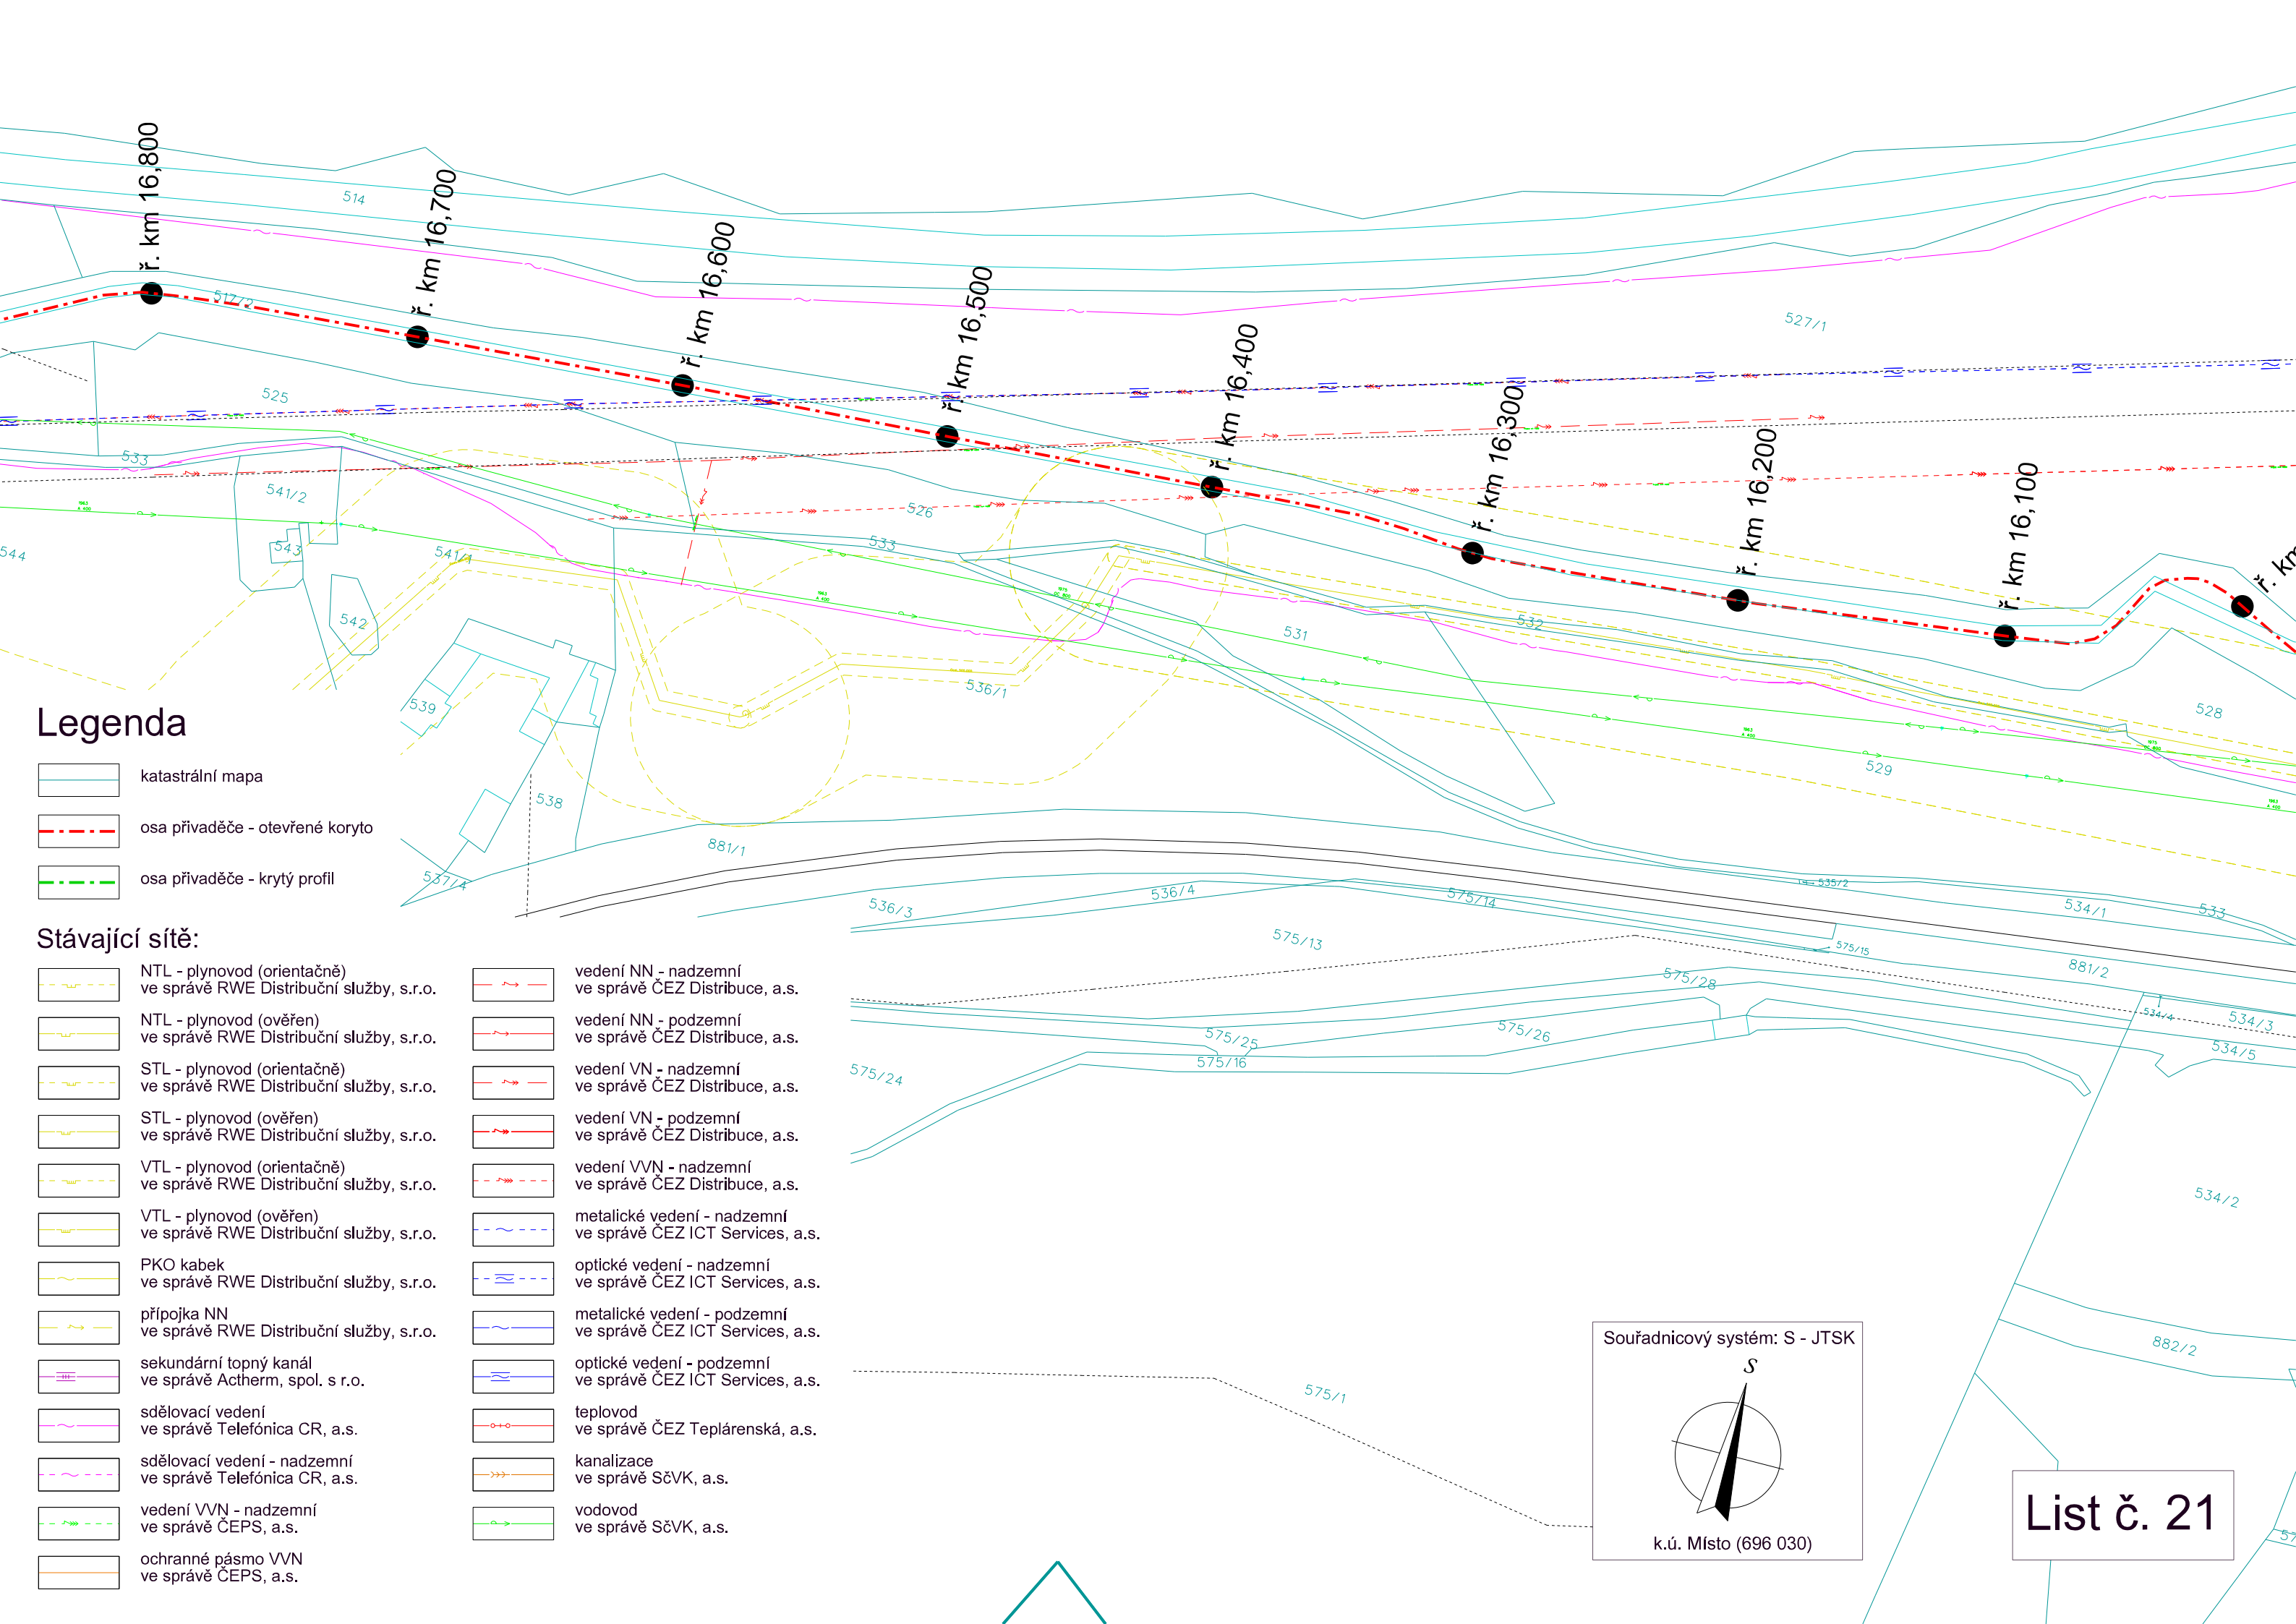 ř. km 16,800
ř. km 16,700
ř. km 16,600
ř. km 16,500
ř. km 16,400
ř. km 16,300
ř. km 16,200
ř. km 16,100
ř. km
514
517/2
527/1
525
533
541/2
526
533
544
543
541/1
542
531
532
536/1
528
539
529
538
881/1
537/4
535/2
536/3
536/4
575/14
534/1
533
575/13
575/15
881/2
575/28
534/4
534/3
575/25
575/26
534/5
575/16
575/24
534/2
882/2
575/1
Legenda
katastrální mapa
osa přivaděče - otevřené koryto
osa přivaděče - krytý profil
Stávající sítě:
NTL - plynovod (orientačně)
ve správě RWE Distribuční služby, s.r.o.
NTL - plynovod (ověřen)
ve správě RWE Distribuční služby, s.r.o.
STL - plynovod (orientačně)
ve správě RWE Distribuční služby, s.r.o.
STL - plynovod (ověřen)
ve správě RWE Distribuční služby, s.r.o.
VTL - plynovod (orientačně)
ve správě RWE Distribuční služby, s.r.o.
VTL - plynovod (ověřen)
ve správě RWE Distribuční služby, s.r.o.
PKO kabek
ve správě RWE Distribuční služby, s.r.o.
přípojka NN
ve správě RWE Distribuční služby, s.r.o.
sekundární topný kanál
ve správě Actherm, spol. s r.o.
sdělovací vedení
ve správě Telefónica CR, a.s.
sdělovací vedení - nadzemní
ve správě Telefónica CR, a.s.
vedení VVN - nadzemní
ve správě ČEPS, a.s.
ochranné pásmo VVN
ve správě ČEPS, a.s.
vedení NN - nadzemní
ve správě ČEZ Distribuce, a.s.
vedení NN - podzemní
ve správě ČEZ Distribuce, a.s.
vedení VN - nadzemní
ve správě ČEZ Distribuce, a.s.
vedení VN - podzemní
ve správě ČEZ Distribuce, a.s.
vedení VVN - nadzemní
ve správě ČEZ Distribuce, a.s.
metalické vedení - nadzemní
ve správě ČEZ ICT Services, a.s.
optické vedení - nadzemní
ve správě ČEZ ICT Services, a.s.
metalické vedení - podzemní
ve správě ČEZ ICT Services, a.s.
optické vedení - podzemní
ve správě ČEZ ICT Services, a.s.
teplovod
ve správě ČEZ Teplárenská, a.s.
kanalizace
ve správě SčVK, a.s.
vodovod
ve správě SčVK, a.s.
Souřadnicový systém: S - JTSK
S
k.ú. Místo (696 030)
List č. 21